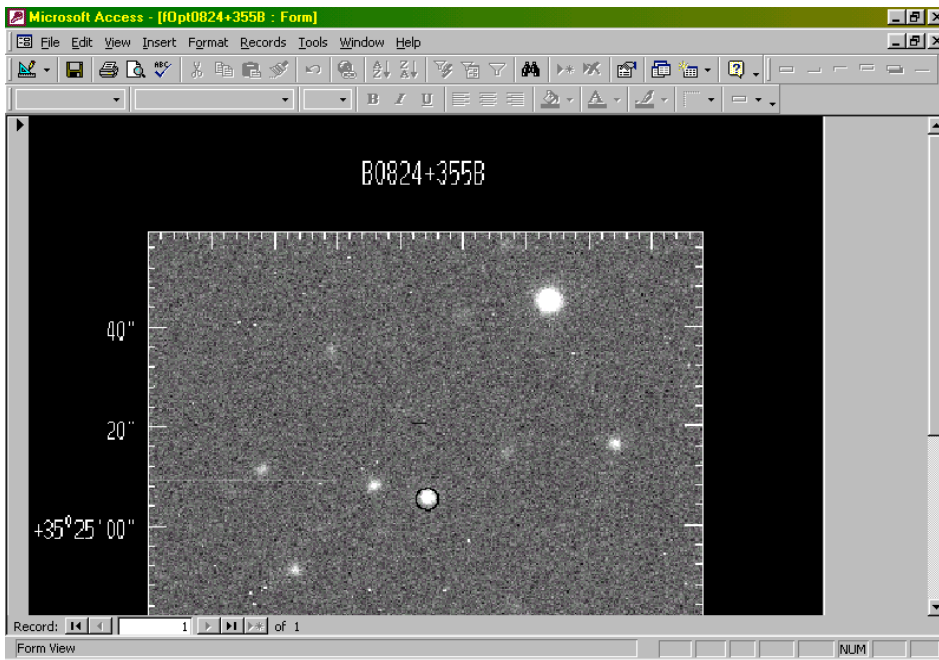 Microsoft Access - [fOpt0824+355B : Form]
File Edit View Insert Format Records Tools Window Help
ABC A Z Z A
B I U A
B0824+355B
40"
20"
+35°25'00"
Record: 1 of 1
Form View NUM